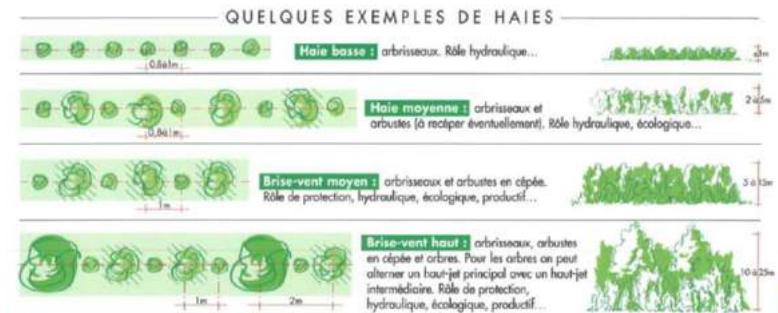 QUELQUES EXEMPLES DE HAIES
Haie basse : arbrisseaux. Rôle hydraulique...
0,8à1m
Haie moyenne : arbrisseaux et
arbustes (à recéper éventuellement). Rôle hydraulique, écologique...
0,8à1m
2 à 5m
Brise-vent moyen : arbrisseaux et arbustes en cépée.
Rôle de protection, hydraulique, écologique, productif...
1m
Brise-vent haut : arbrisseaux, arbustes
en cépée et arbres. Pour les arbres on peut
alterner un haut-jet principal avec un haut-jet
intermédiaire. Rôle de protection,
hydraulique, écologique, productif...
1m
2m
10 à 25m